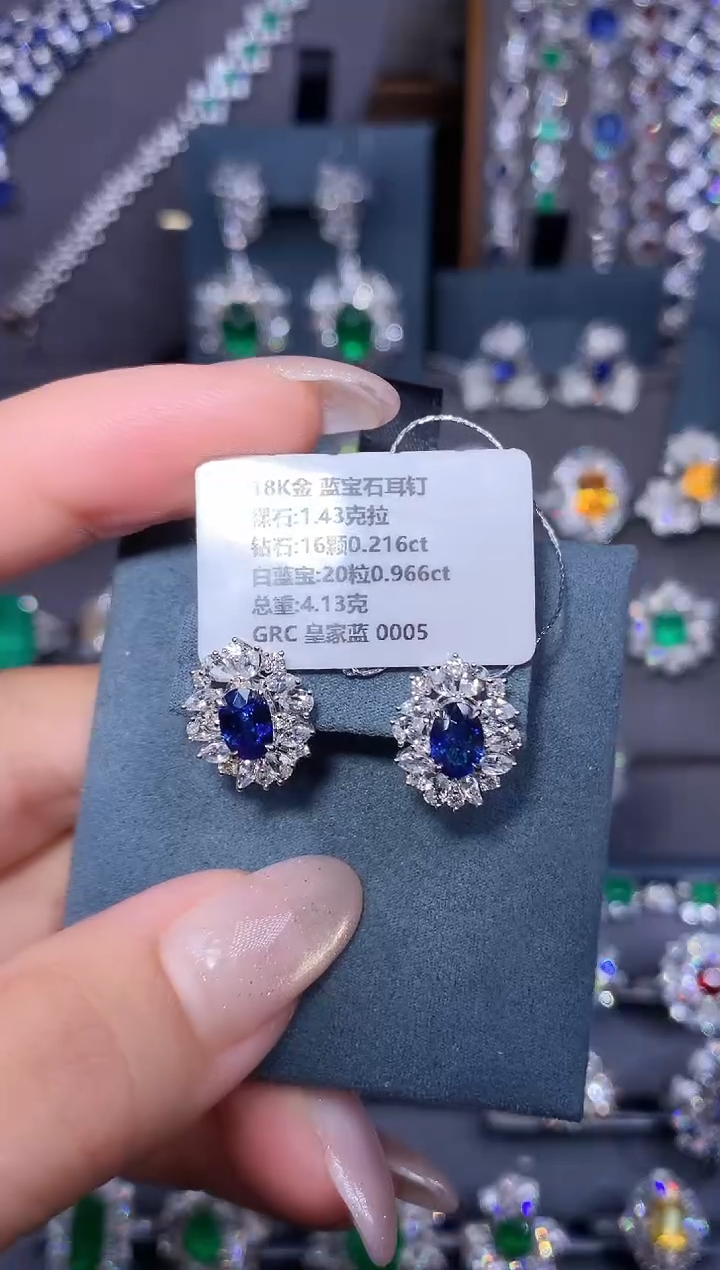 18K金 蓝宝石耳钉
裸石:1.43克拉
钻石:16颗0.216ct
白蓝宝:20粒0.966ct
总重:4.13克
GRC 皇家蓝 0005